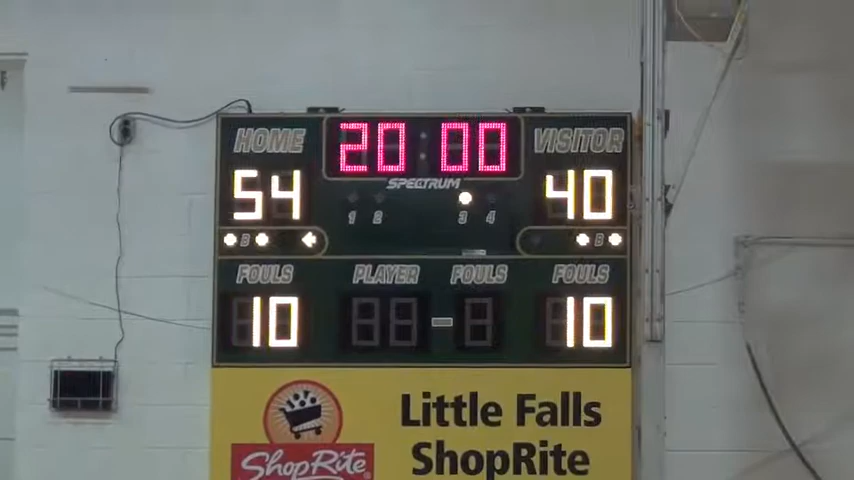 HOME 20 00 VISITOR
SPECTRUM
54 1 2 3 4 40
B B
FOULS PLAYER FOULS FOULS
10 10
Little Falls
ShopRite
ShopRite